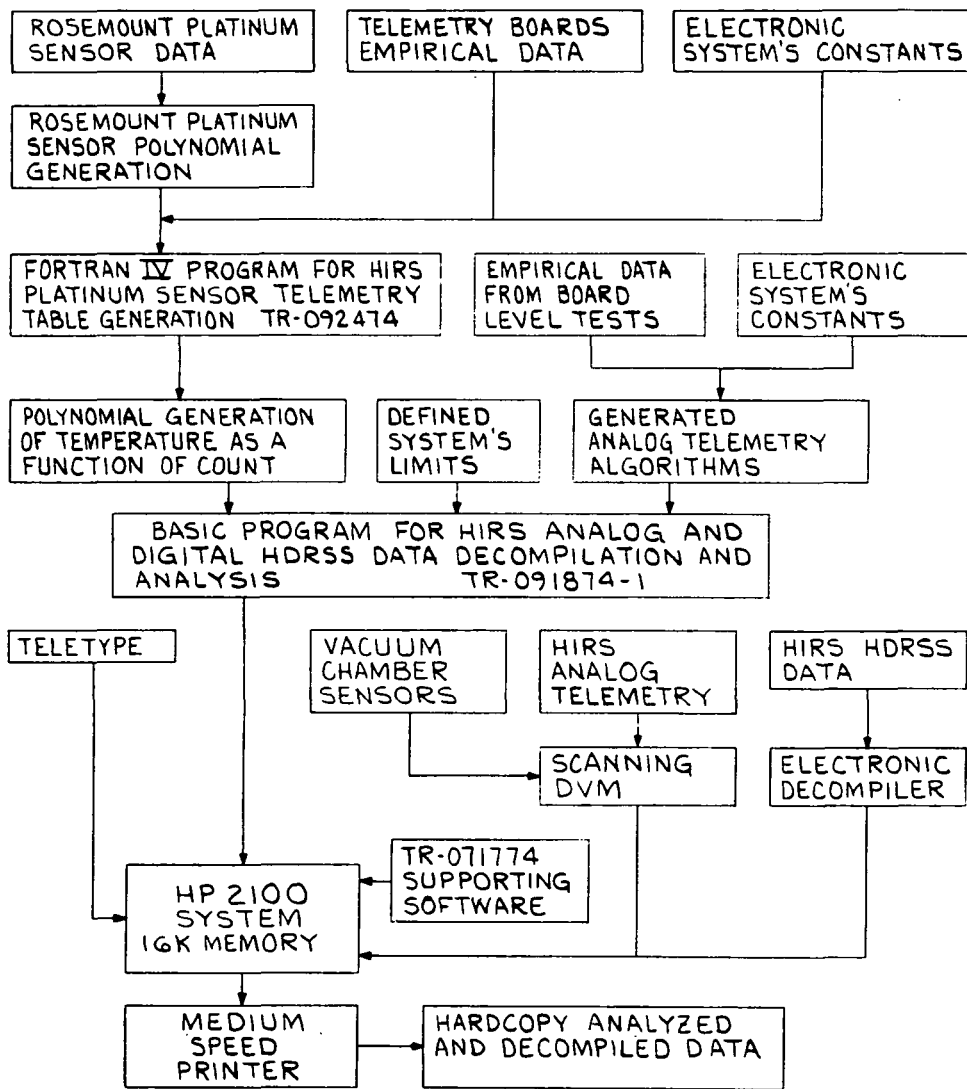 ROSEMOUNT PLATINUM
SENSOR DATA
TELEMETRY BOARDS
EMPIRICAL DATA
ELECTRONIC
SYSTEM'S CONSTANTS
ROSEMOUNT PLATINUM
SENSOR POLYNOMIAL
GENERATION
FORTRAN IV PROGRAM FOR HIRS
PLATINUM SENSOR TELEMETRY
TABLE GENERATION TR-092474
EMPIRICAL DATA
FROM BOARD
LEVEL TESTS
ELECTRONIC
SYSTEM'S
CONSTANTS
POLYNOMIAL GENERATION
OF TEMPERATURE AS A
FUNCTION OF COUNT
DEFINED
SYSTEM'S
LIMITS
GENERATED
ANALOG TELEMETRY
ALGORITHMS
BASIC PROGRAM FOR HIRS ANALOG AND
DIGITAL HDRSS DATA DECOMPILATION AND
ANALYSIS TR-091874-1
TELETYPE
VACUUM
CHAMBER
SENSORS
HIRS
ANALOG
TELEMETRY
HIRS HDRSS
DATA
SCANNING
DVM
ELECTRONIC
DECOMPILER
TR-071774
SUPPORTING
SOFTWARE
HP 2100
SYSTEM
16K MEMORY
MEDIUM
SPEED
PRINTER
HARDCOPY ANALYZED
AND DECOMPILED DATA